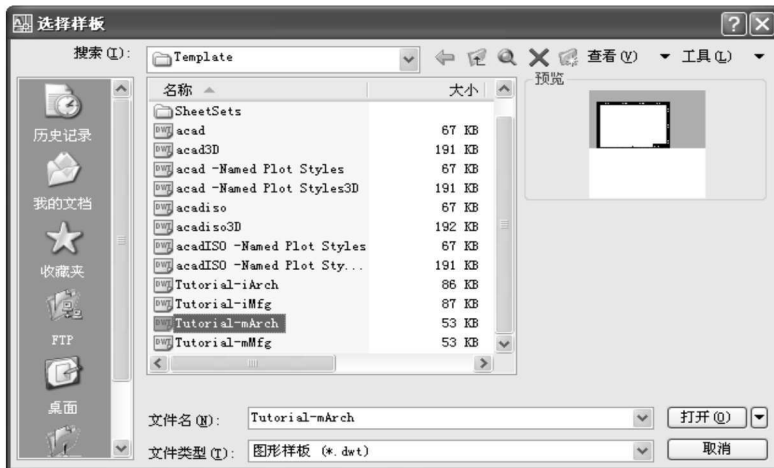 选择样板
搜索(I): Template 查看(V) 工具(L)
名称 大小 预览
SheetSets
acad 67 KB
acad3D 191 KB
acad -Named Plot Styles 67 KB
acad -Named Plot Styles3D 191 KB
acadiso 67 KB
acadiso3D 192 KB
acadISO -Named Plot Styles 67 KB
acadISO -Named Plot Sty... 191 KB
Tutorial-iArch 86 KB
Tutorial-iMfg 87 KB
Tutorial-mArch 53 KB
Tutorial-mMfg 53 KB
历史记录
我的文档
收藏夹
FTP
桌面
文件名(N): Tutorial-mArch 打开(O)
文件类型(T): 图形样板 (*.dwt) 取消